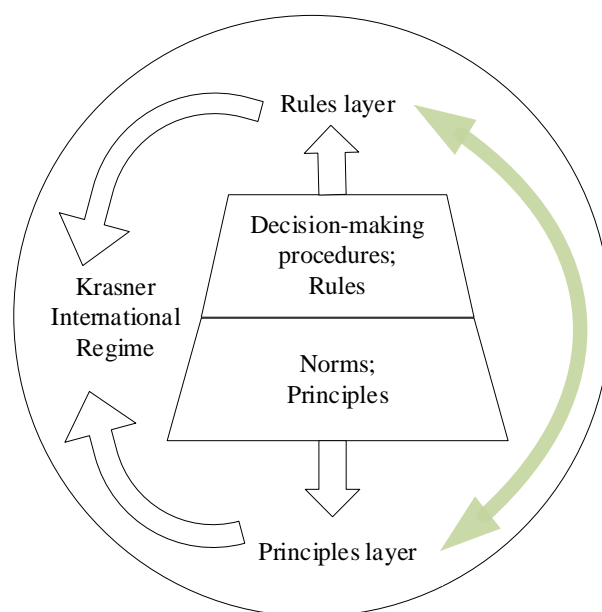 Rules layer
Decision-making
procedures;
Rules
Krasner
International
Regime
Norms;
Principles
Principles layer